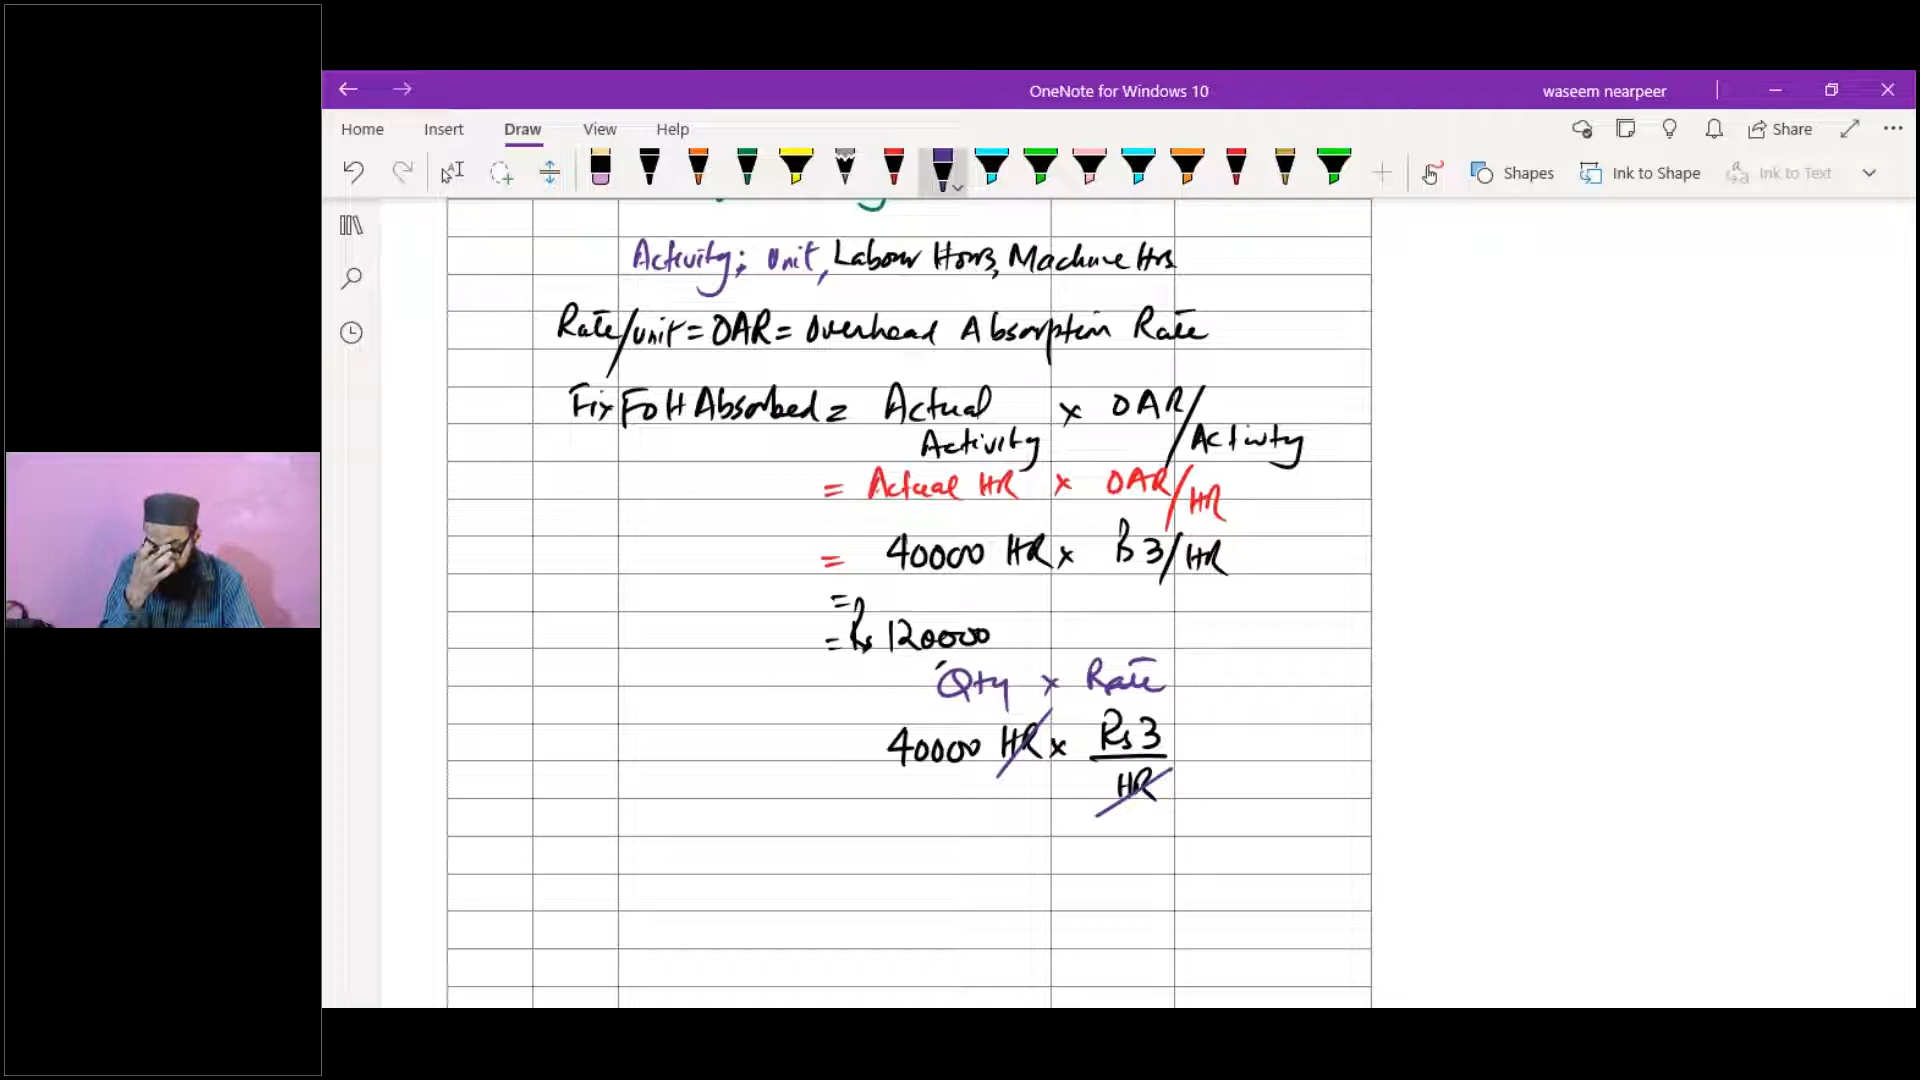 OneNote for Windows 10
waseem nearpeer
Home Insert Draw View Help
Share
Shapes Ink to Shape Ink to Text
Activity; Unit, Labour Hours, Machine Hrs
Rate/unit = OAR = Overhead Absorption Rate
Fix FoH Absorbed = Actual Activity × OAR/Activity
= Actual HR × OAR/HR
= 40000 HR × Rs 3/HR
=
= Rs 120000
Qty × Rate
40000 HR × Rs 3/HR